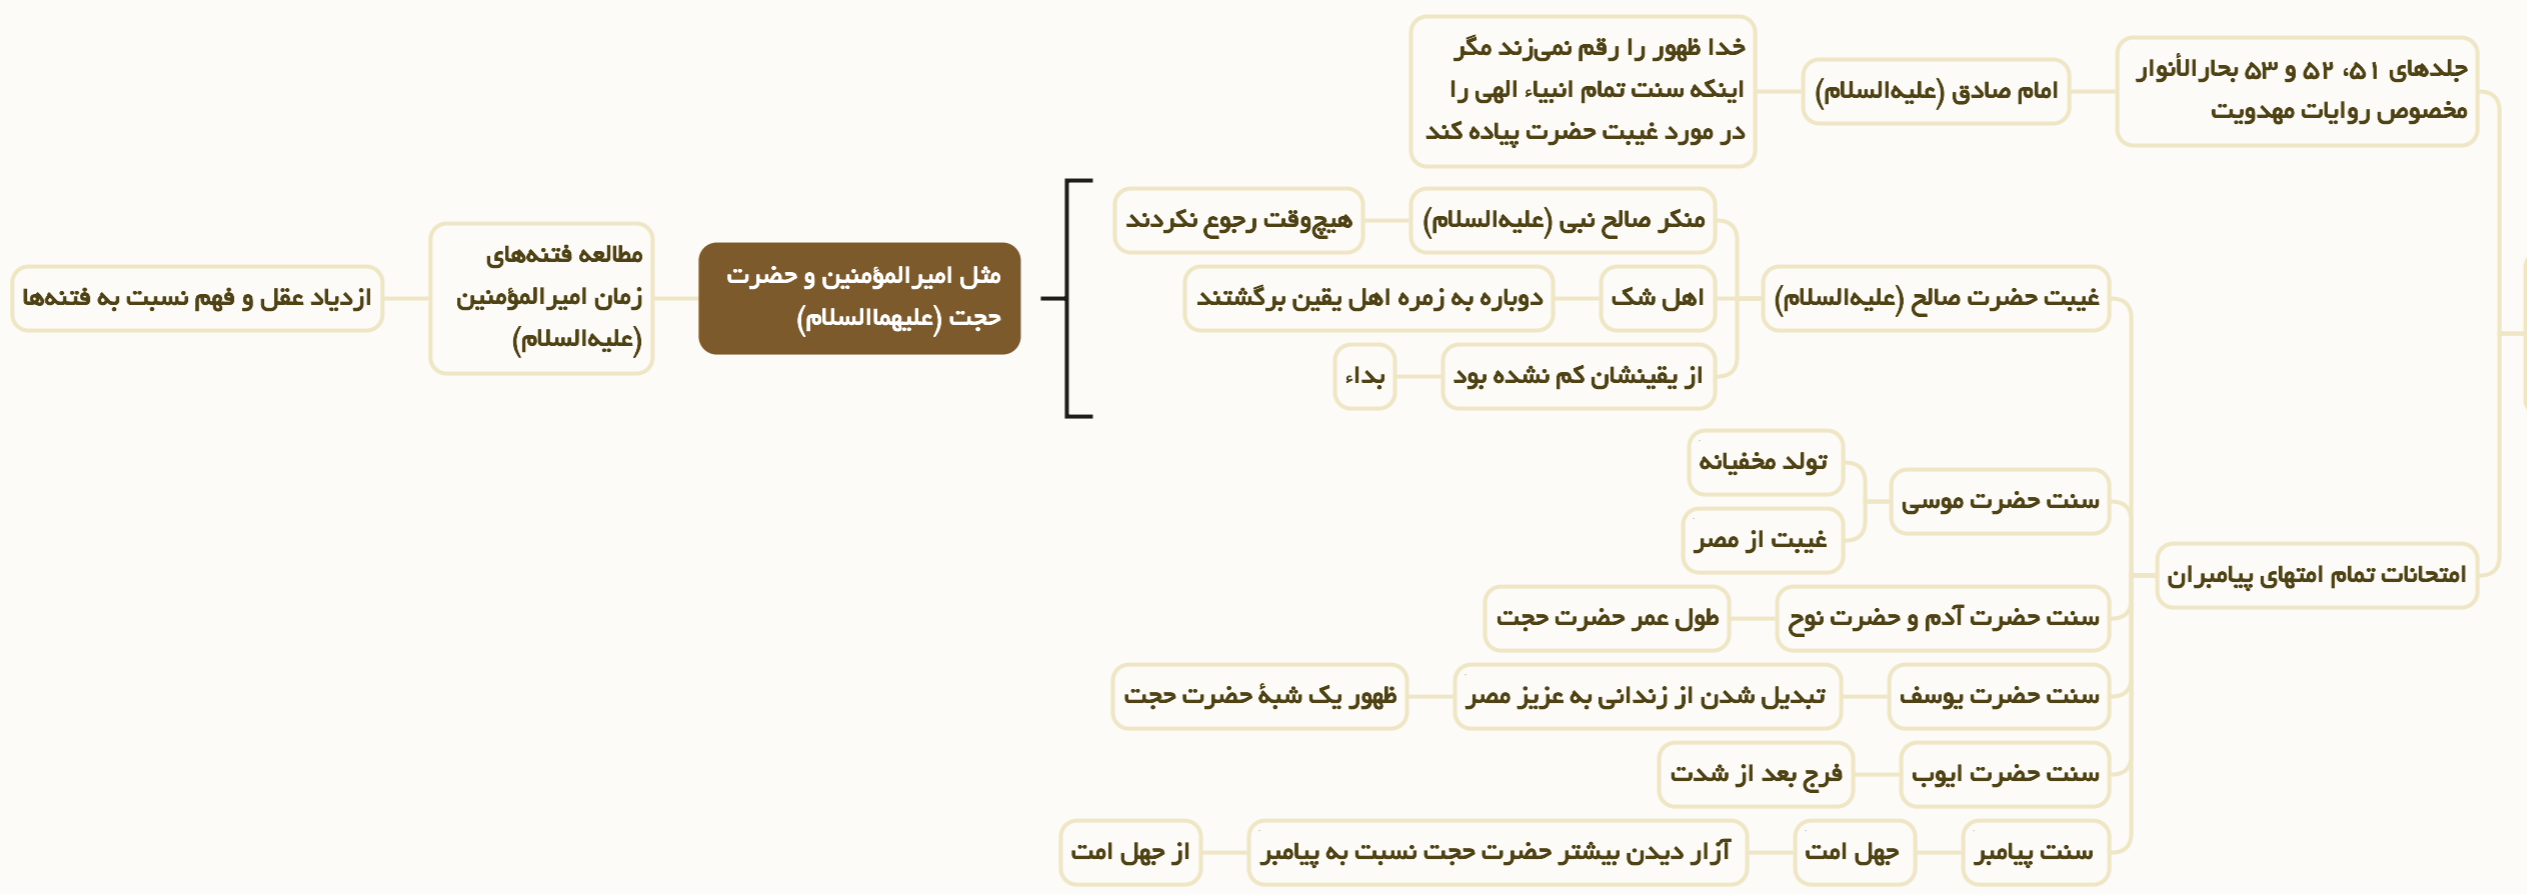 جلدهای ۵۱، ۵۲ و ۵۳ بحارالأنوار
مخصوص روایات مهدویت
امام صادق (علیه‌السلام)
خدا ظهور را رقم نمی‌زند مگر
اینکه سنت تمام انبیاء الهی را
در مورد غیبت حضرت پیاده کند
امتحانات تمام امتهای پیامبران
غیبت حضرت صالح (علیه‌السلام)
منکر صالح نبی (علیه‌السلام)
هیچ‌وقت رجوع نکردند
اهل شک
دوباره به زمره اهل یقین برگشتند
از یقینشان کم نشده بود
بداء
مثل امیرالمؤمنین و حضرت
حجت (علیهماالسلام)
مطالعه فتنه‌های
زمان امیرالمؤمنین
(علیه‌السلام)
ازدیاد عقل و فهم نسبت به فتنه‌ها
سنت حضرت موسی
تولد مخفیانه
غیبت از مصر
سنت حضرت آدم و حضرت نوح
طول عمر حضرت حجت
سنت حضرت یوسف
تبدیل شدن از زندانی به عزیز مصر
ظهور یک شبهٔ حضرت حجت
سنت حضرت ایوب
فرج بعد از شدت
سنت پیامبر
جهل امت
آزار دیدن بیشتر حضرت حجت نسبت به پیامبر
از جهل امت